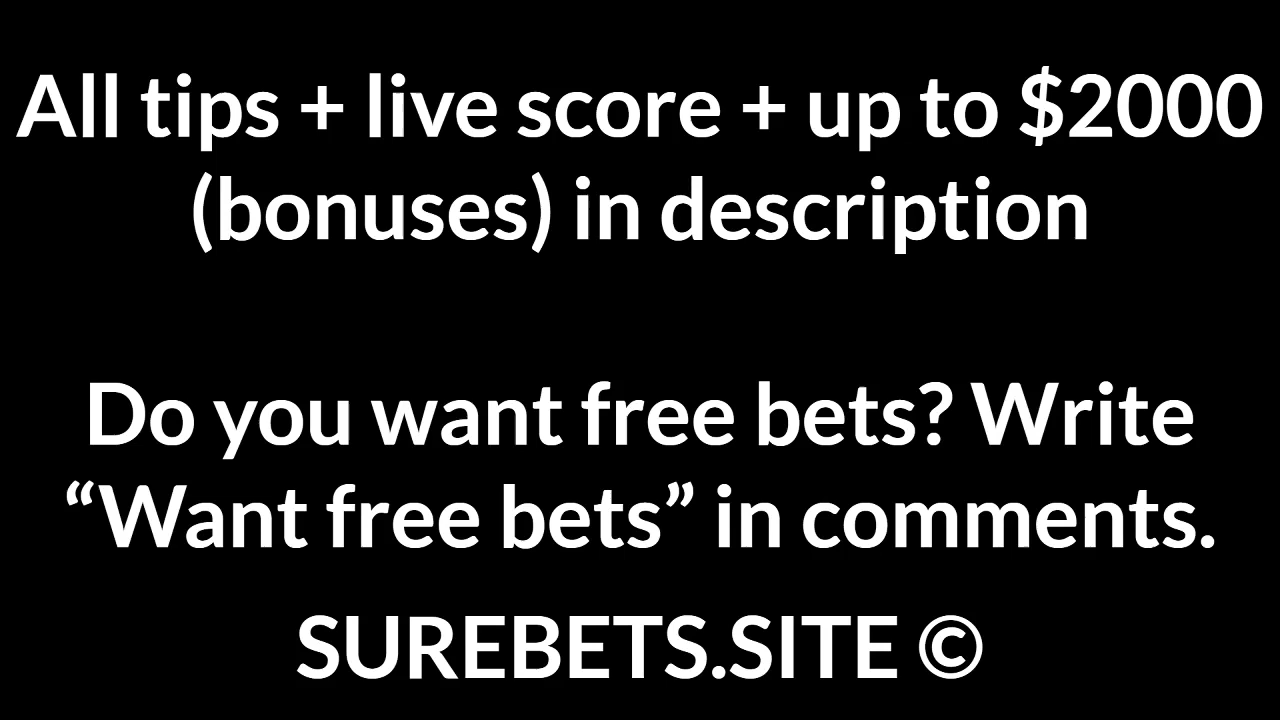 All tips + live score + up to $2000
(bonuses) in description
Do you want free bets? Write
“Want free bets” in comments.
SUREBETS.SITE ©